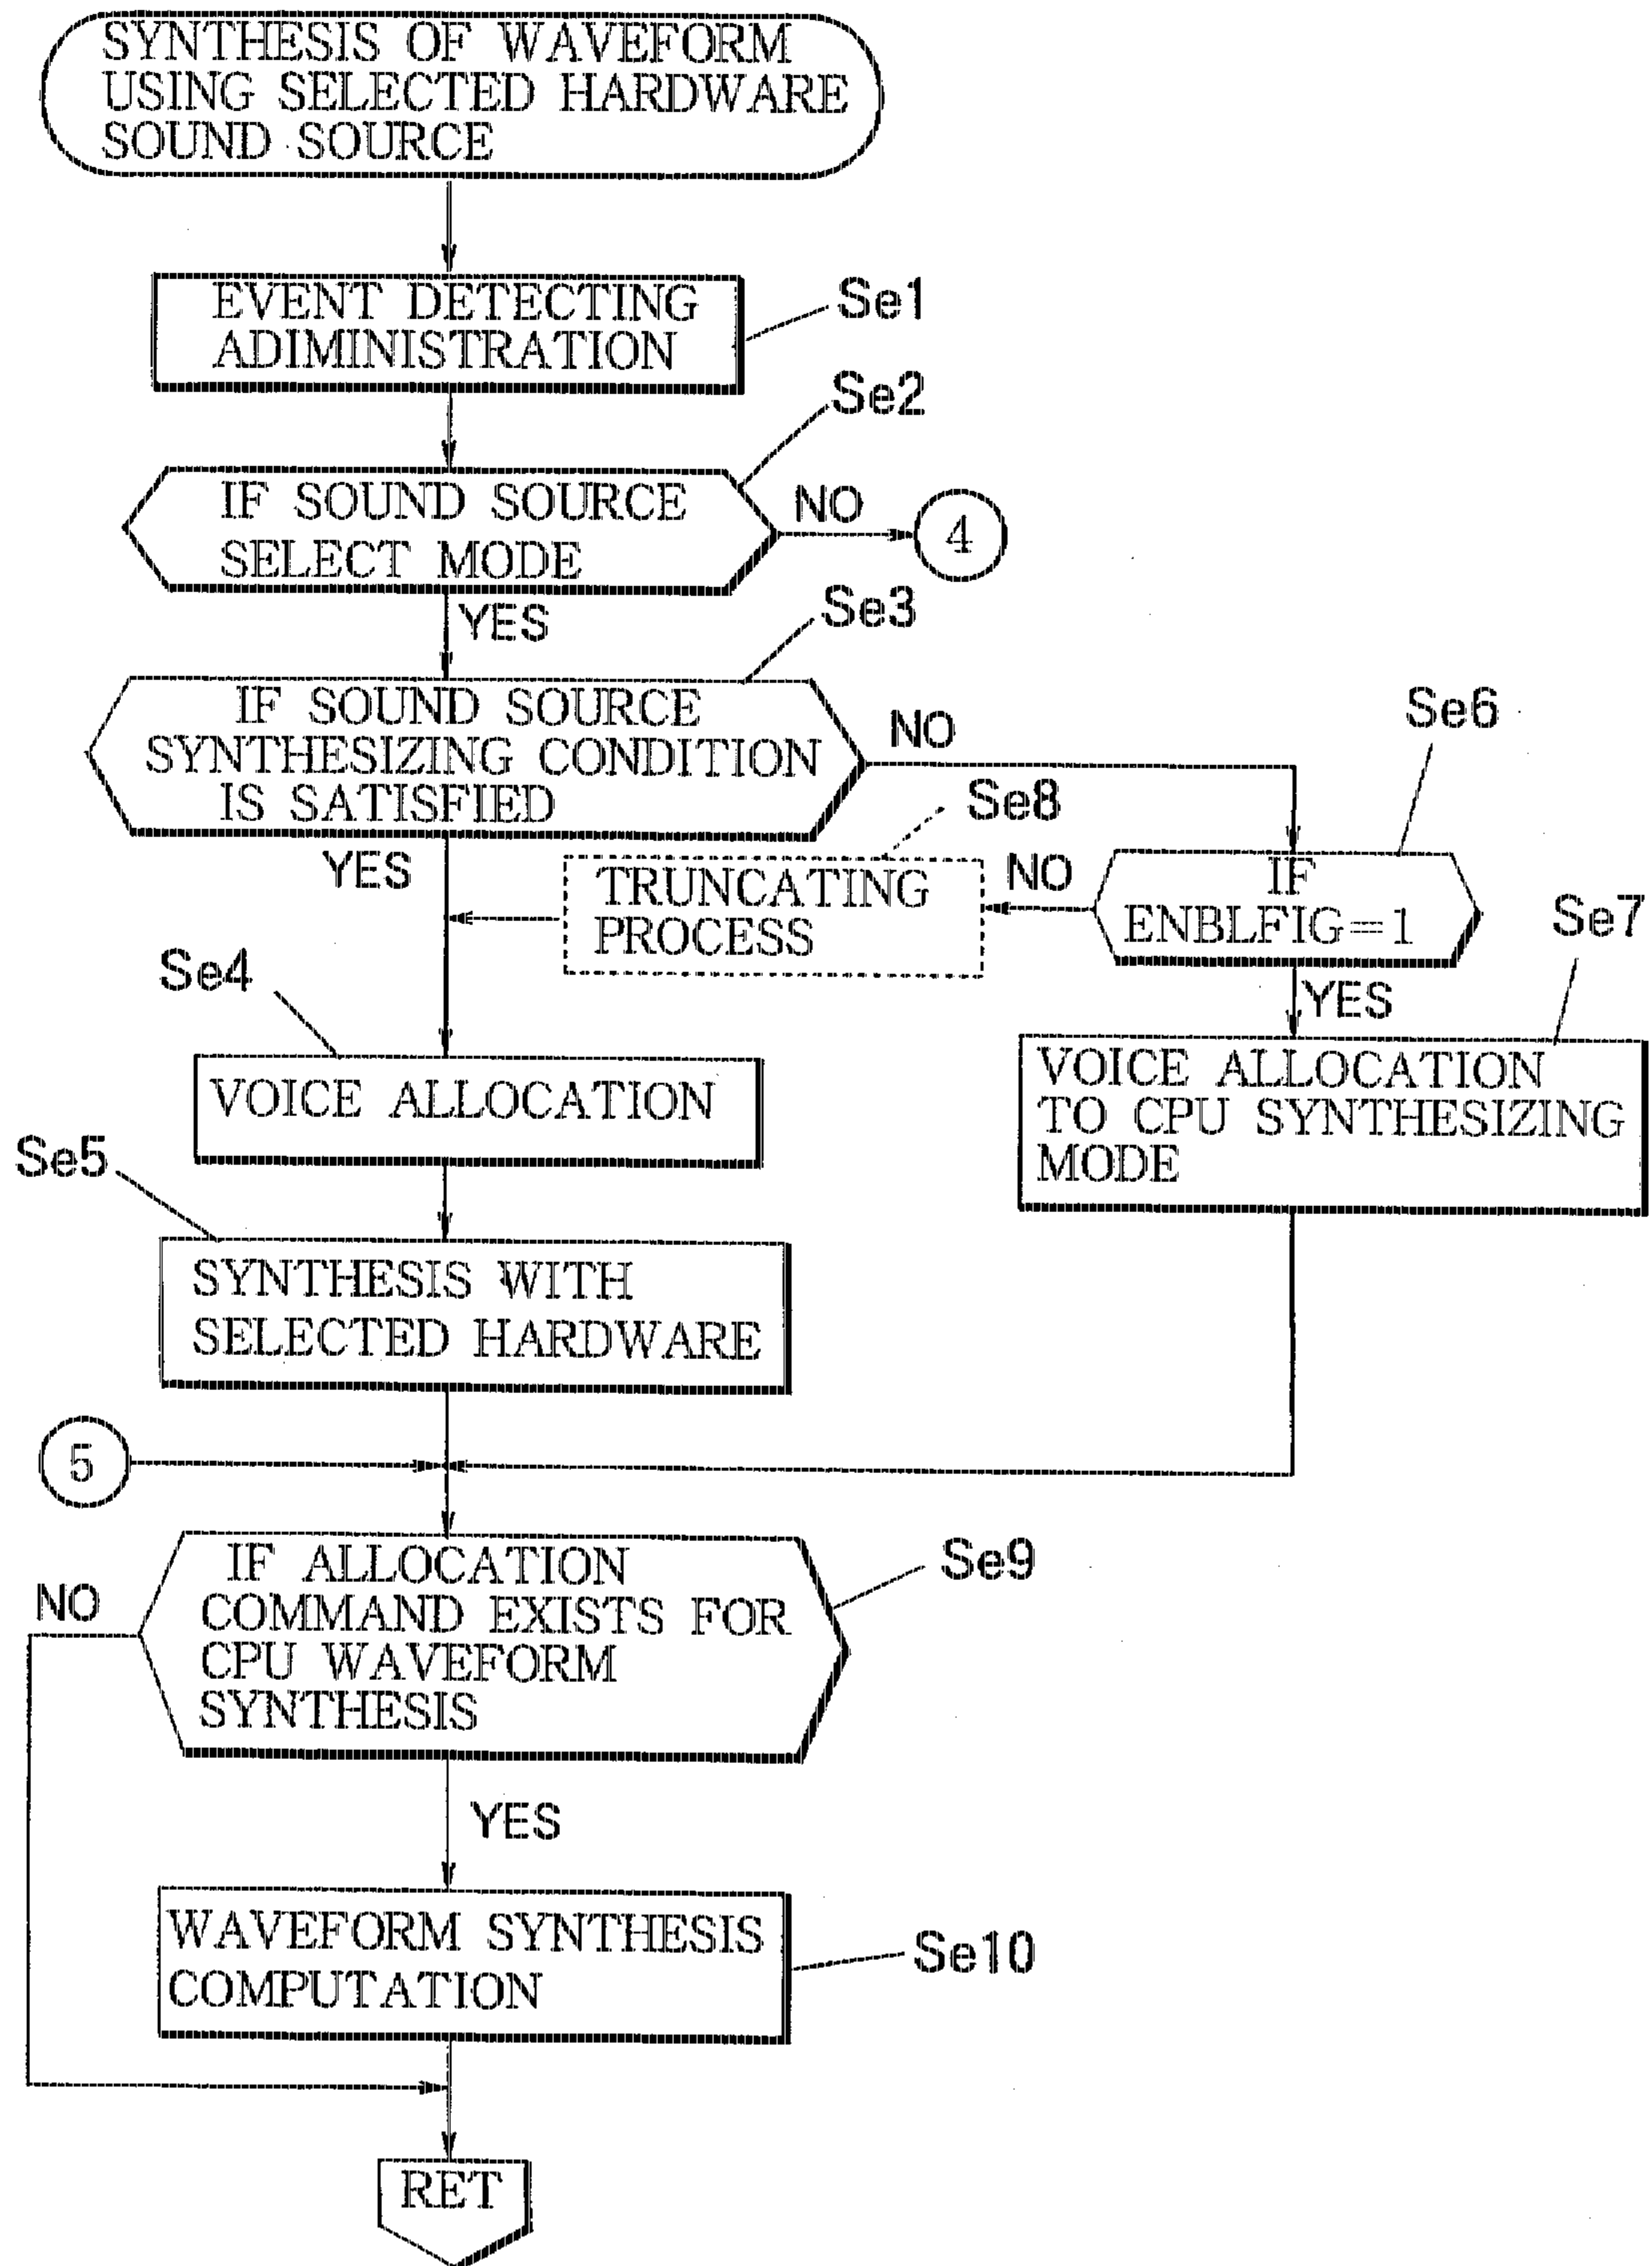 SYNTHESIS OF WAVEFORM
USING SELECTED HARDWARE
SOUND SOURCE
EVENT DETECTING
ADIMINISTRATION
Se1
Se2
IF SOUND SOURCE
SELECT MODE
NO
4
YES
Se3
IF SOUND SOURCE
SYNTHESIZING CONDITION
IS SATISFIED
NO
Se6
YES
Se8
TRUNCATING
PROCESS
NO
IF
ENBLFIG=1
Se7
YES
Se4
VOICE ALLOCATION
VOICE ALLOCATION
TO CPU SYNTHESIZING
MODE
Se5
SYNTHESIS WITH
SELECTED HARDWARE
5
IF ALLOCATION
COMMAND EXISTS FOR
CPU WAVEFORM
SYNTHESIS
Se9
NO
YES
WAVEFORM SYNTHESIS
COMPUTATION
Se10
RET